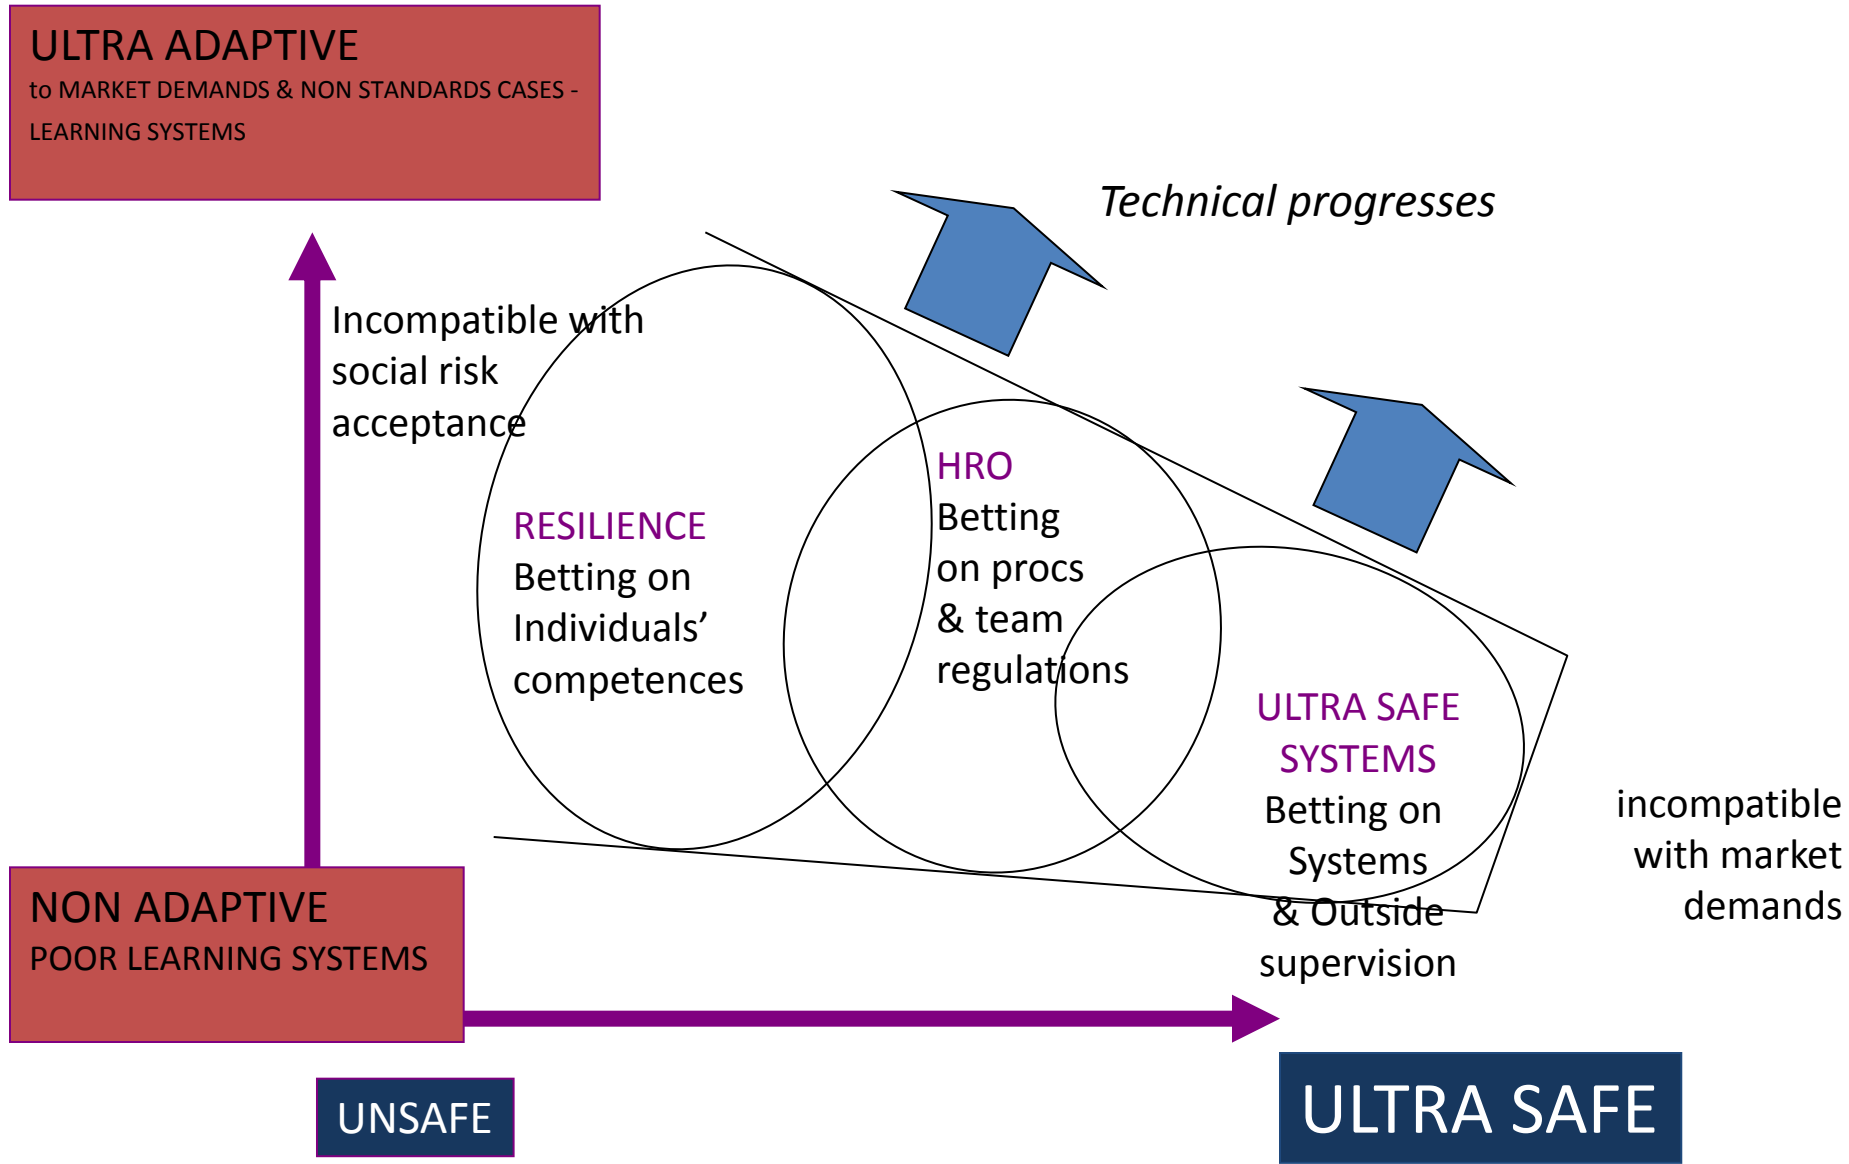 ULTRA ADAPTIVE
to MARKET DEMANDS & NON STANDARDS CASES -
LEARNING SYSTEMS
Technical progresses
Incompatible with
social risk
acceptance
HRO
Betting
on procs
& team
regulations
RESILIENCE
Betting on
Individuals’
competences
ULTRA SAFE
SYSTEMS
Betting on
Systems
& Outside
supervision
incompatible
with market
demands
NON ADAPTIVE
POOR LEARNING SYSTEMS
UNSAFE
ULTRA SAFE